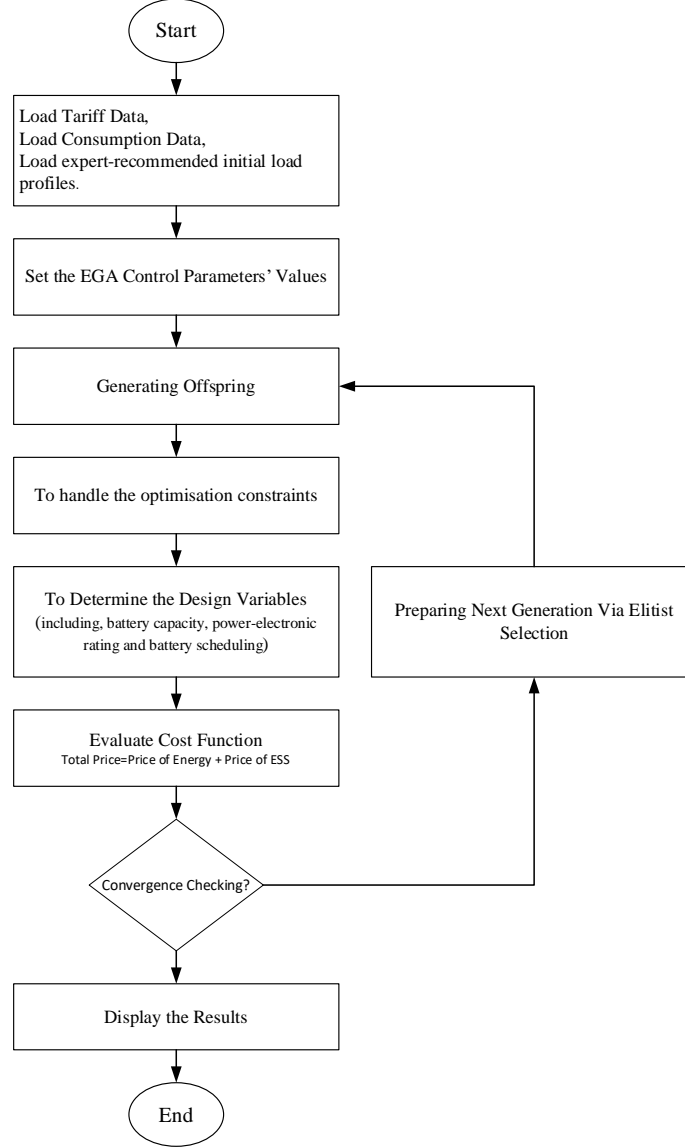 Start
Load Tariff Data,
Load Consumption Data,
Load expert-recommended initial load
profiles.
Set the EGA Control Parameters’ Values
Generating Offspring
To handle the optimisation constraints
To Determine the Design Variables
(including, battery capacity, power-electronic
rating and battery scheduling)
Preparing Next Generation Via Elitist
Selection
Evaluate Cost Function
Total Price=Price of Energy + Price of ESS
Convergence Checking?
Display the Results
End